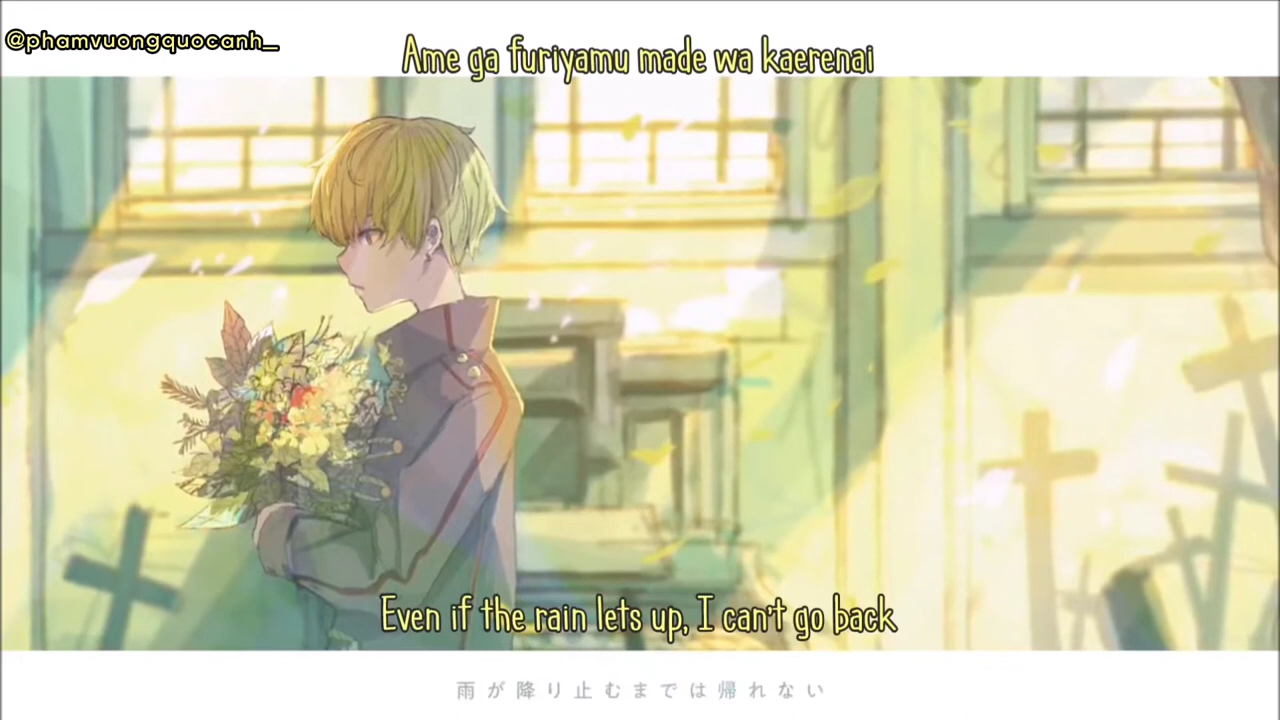 @phamvuongquocanh_
Ame ga furiyamu made wa kaerenai
Even if the rain lets up, I can't go back
雨が降り止むまでは帰れない